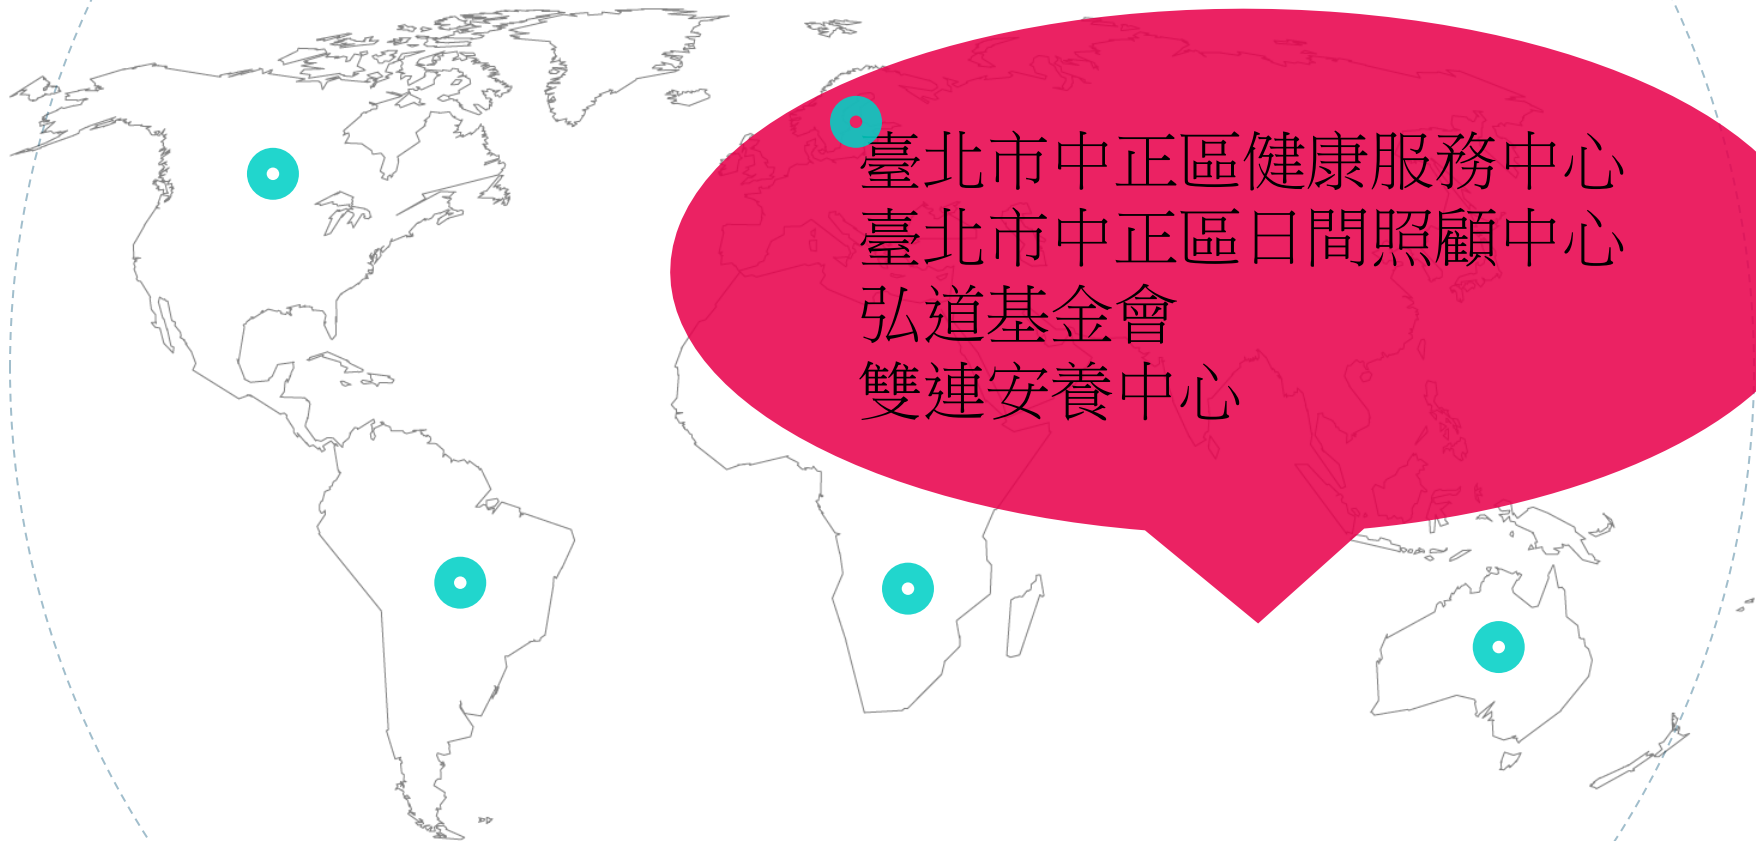 臺北市中正區健康服務中心
臺北市中正區日間照顧中心
弘道基金會
雙連安養中心